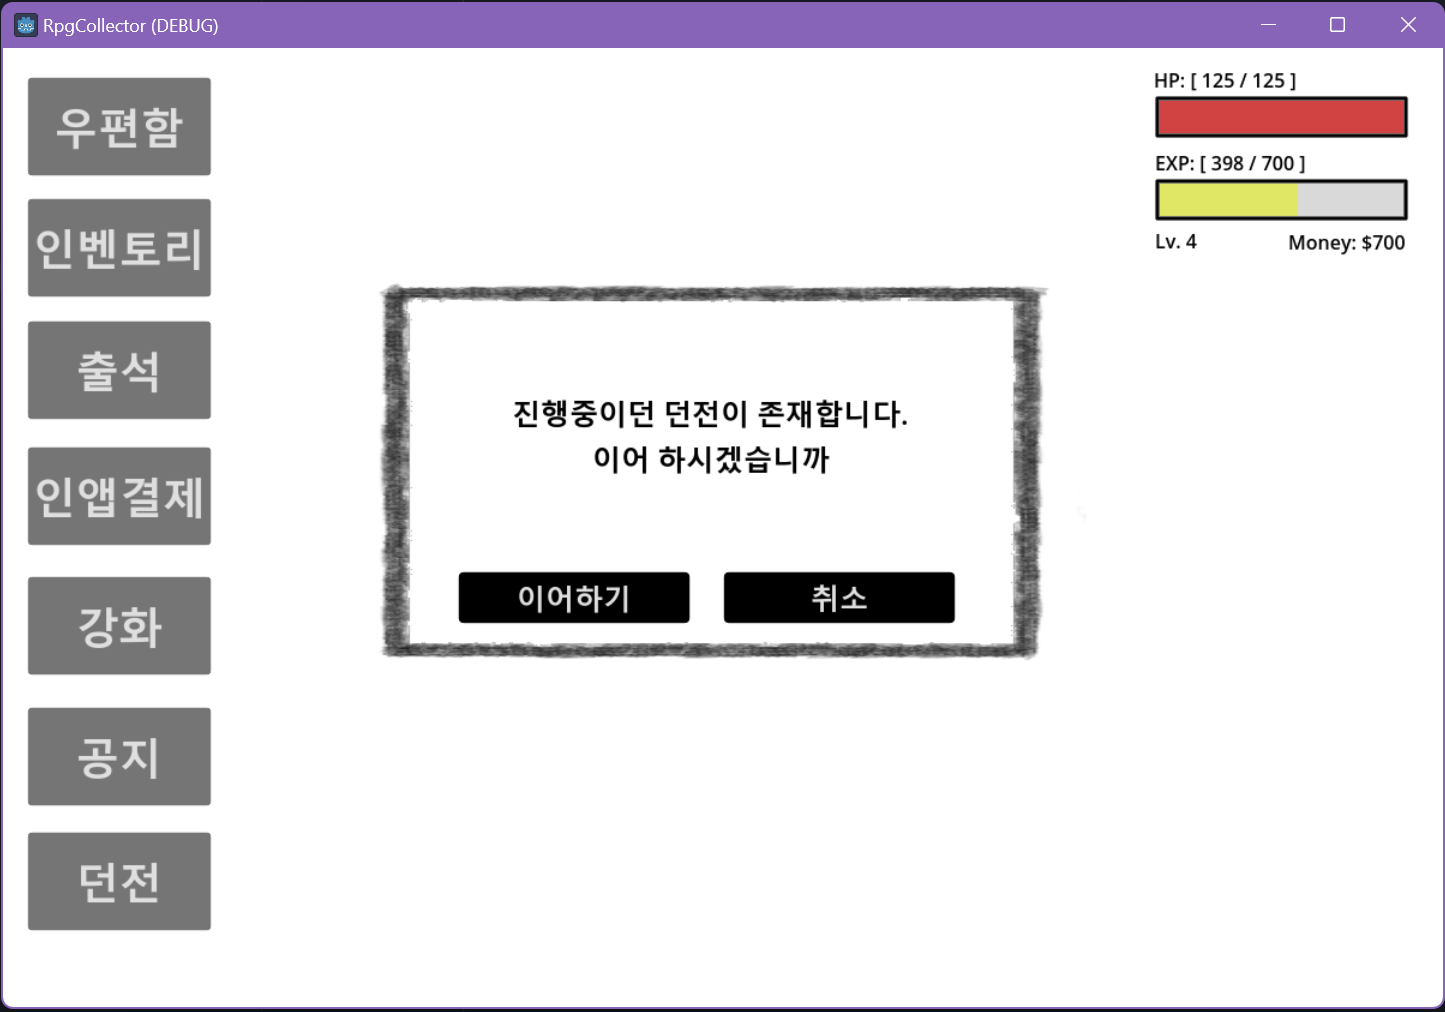 RpgCollector (DEBUG)
우편함
인벤토리
출석
인앱결제
강화
공지
던전
HP: [ 125 / 125 ]
EXP: [ 398 / 700 ]
Lv. 4
Money: $700
진행중이던 던전이 존재합니다.
이어 하시겠습니까
이어하기
취소